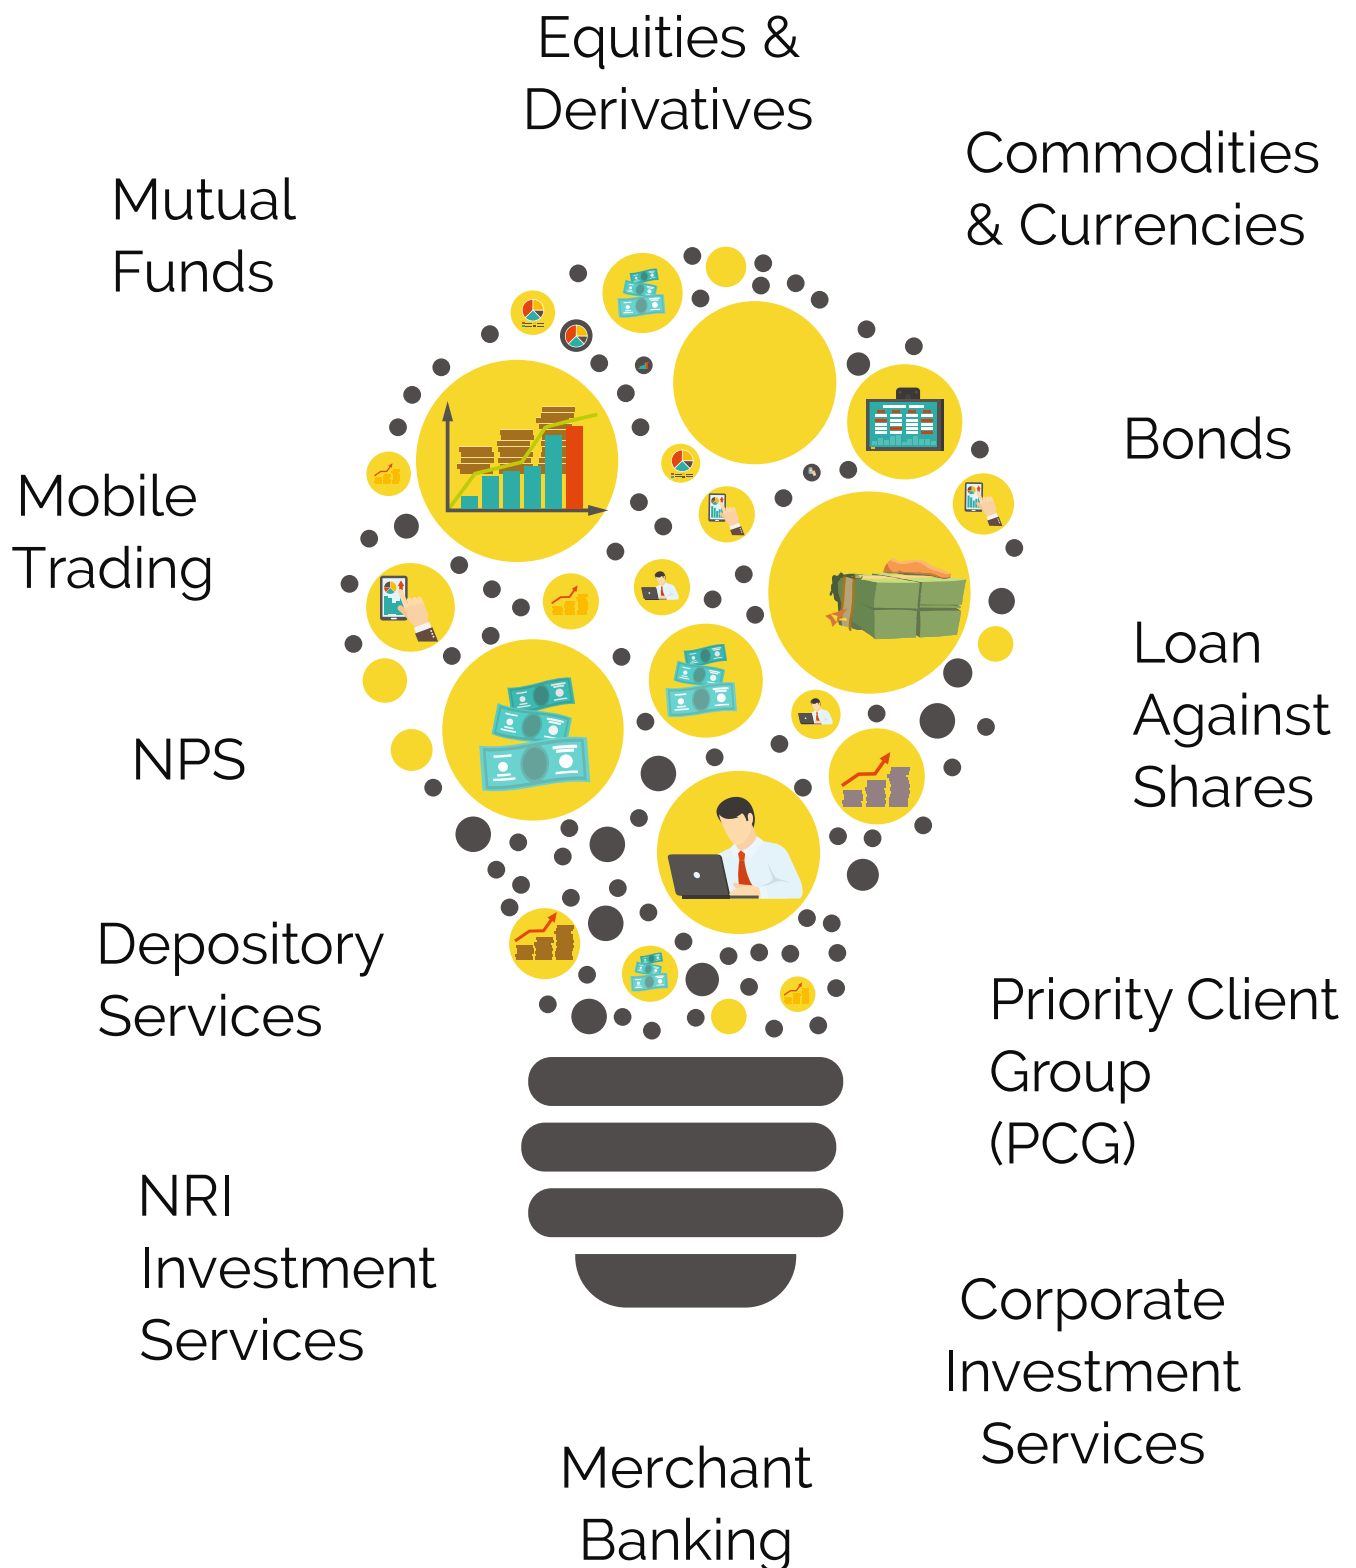 Equities &
Derivatives
Commodities
& Currencies
Mutual
Funds
Bonds
Mobile
Trading
Loan
Against
Shares
NPS
Depository
Services
Priority Client
Group
(PCG)
NRI
Investment
Services
Corporate
Investment
Services
Merchant
Banking